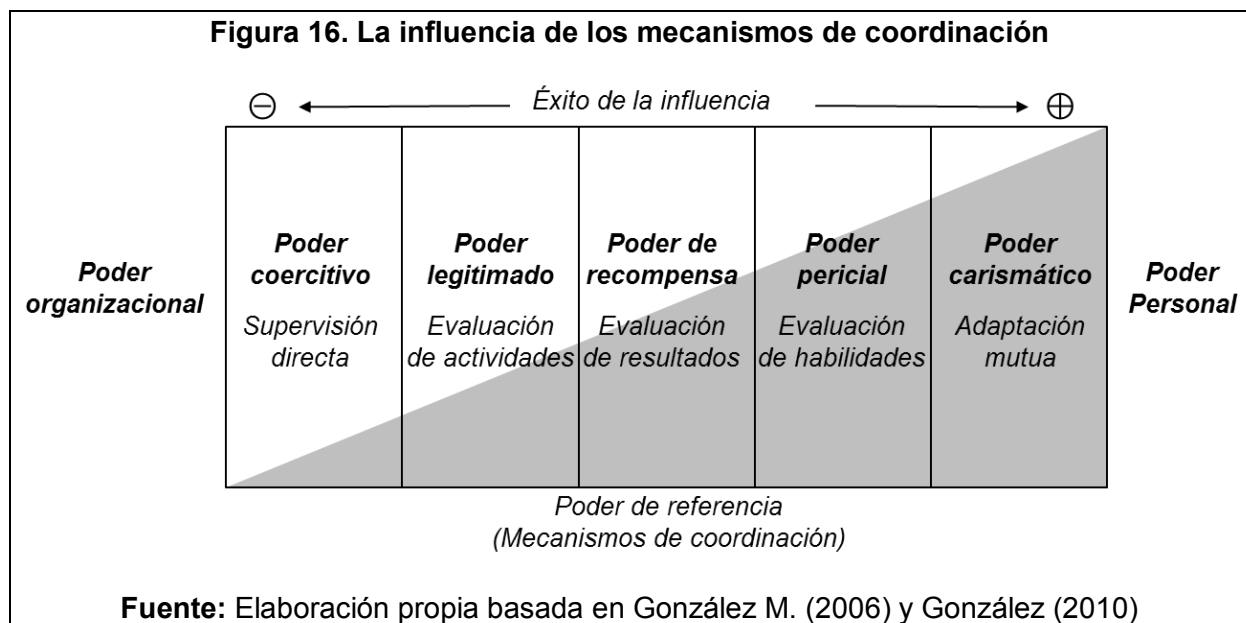 Figura 16. La influencia de los mecanismos de coordinación
⊖ Éxito de la influencia ⊕
Poder
organizacional
Poder
coercitivo
Supervisión
directa
Poder
legitimado
Evaluación
de actividades
Poder de
recompensa
Evaluación
de resultados
Poder
pericial
Evaluación
de habilidades
Poder
carismático
Adaptación
mutua
Poder
Personal
Poder de referencia
(Mecanismos de coordinación)
Fuente: Elaboración propia basada en González M. (2006) y González (2010)